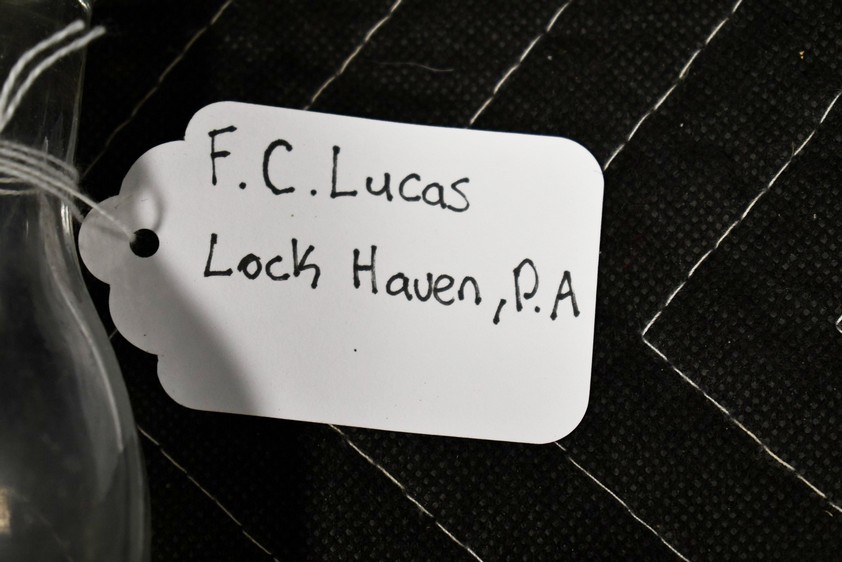 F.C. Lucas
Lock Haven, P.A